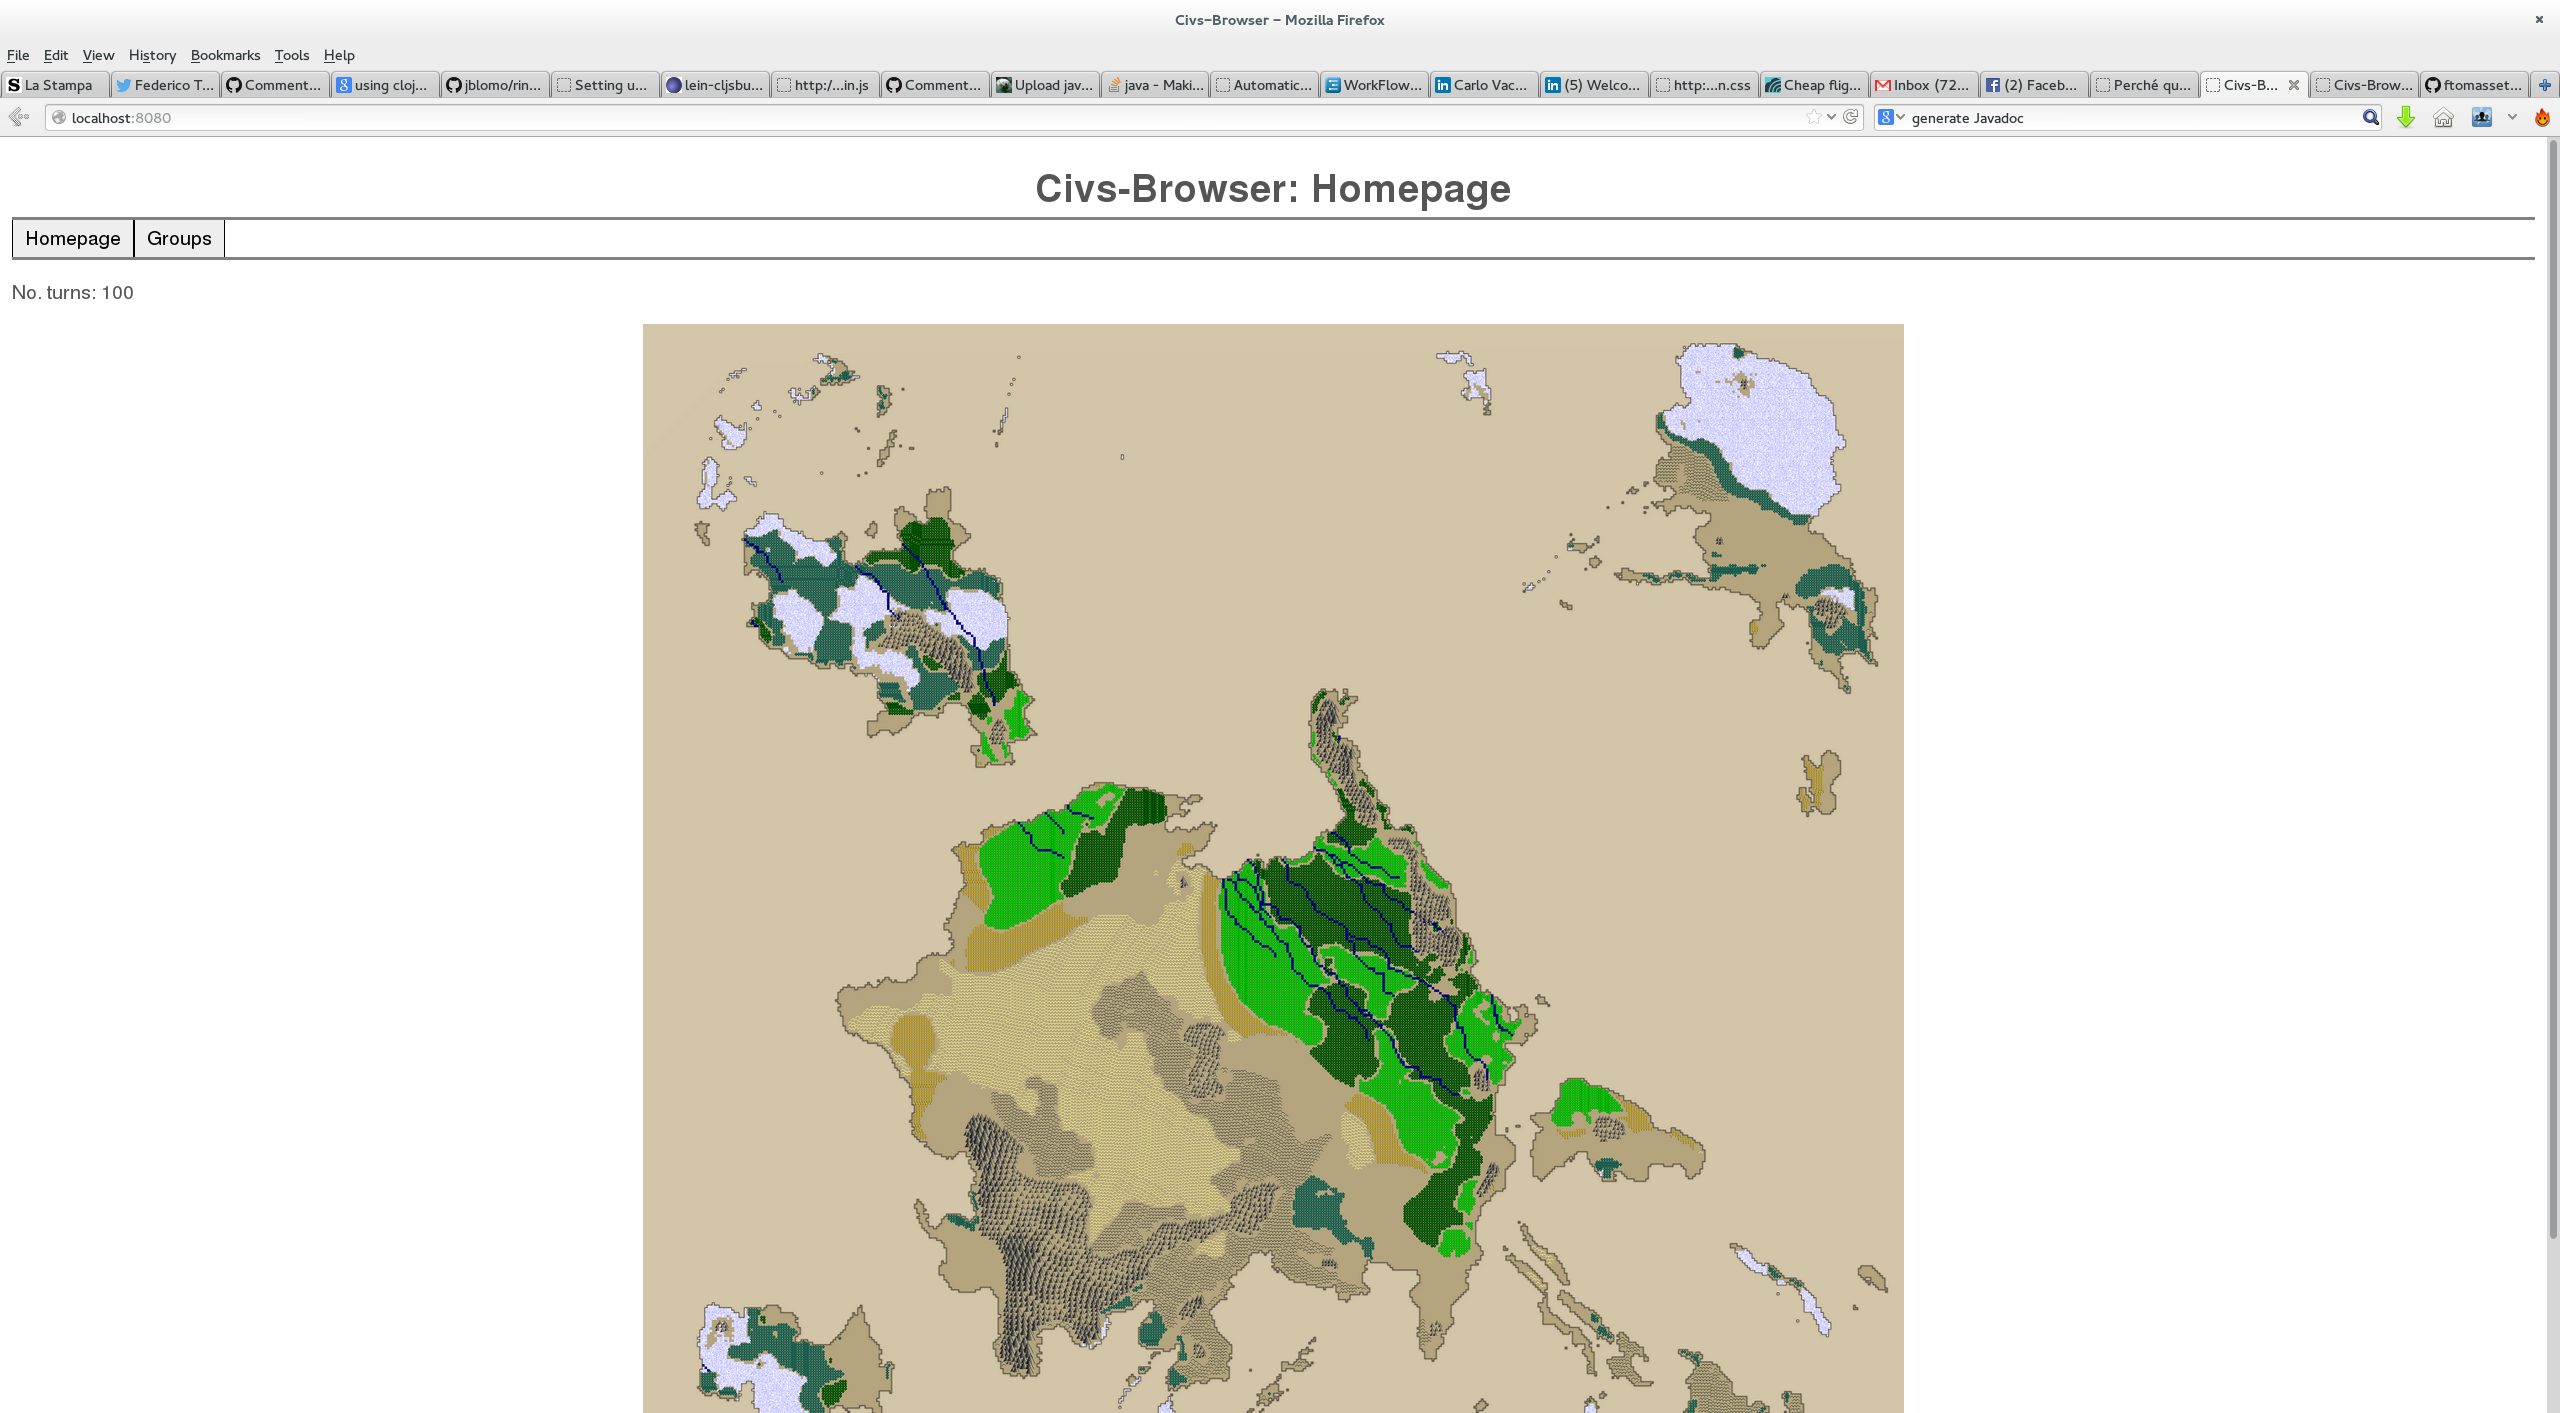 Civs-Browser - Mozilla Firefox
File Edit View History Bookmarks Tools Help
La Stampa Federico T... Comment... using cloj... jblomo/rin... Setting u... lein-cljsbu... http:/...in.js Comment... Upload jav... java - Maki... Automatic... WorkFlow... Carlo Vac... (5) Welco... http:...n.css Cheap flig... Inbox (72... (2) Faceb... Perché qu... Civs-B... Civs-Brow... ftomasset...
localhost:8080 generate Javadoc
Civs-Browser: Homepage
Homepage Groups
No. turns: 100